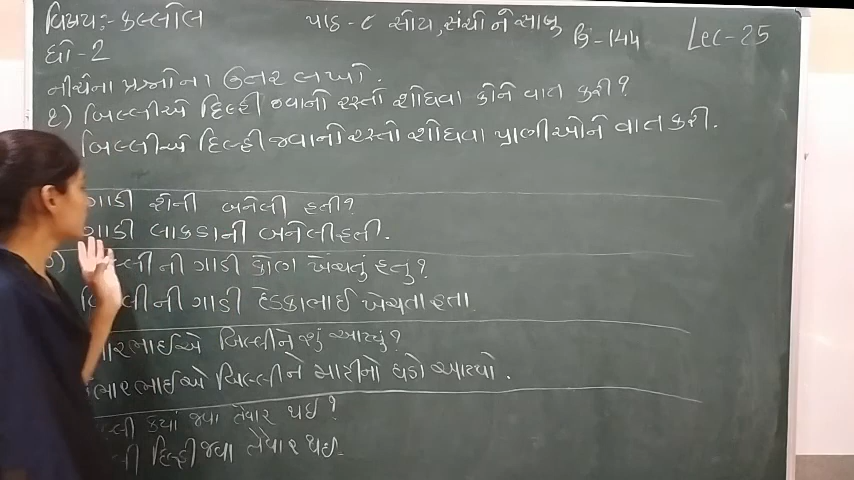 વિષય:- કલ્લોલ પાઠ - ૮ સોય, સંચો ને સાબુ B-144 Lec-25
ધો - 2
નીચેના પ્રશ્નોના ઉત્તર લખો.
૧) બિલ્લીએ દિલ્હી જવાનો રસ્તો શોધવા કોને વાત કરી?
બિલ્લીએ દિલ્હી જવાનો રસ્તો શોધવા પ્રાણીઓને વાત કરી.
ગાડી શેની બનેલી હતી?
ગાડી લાકડાની બનેલી હતી.
ની ગાડી કોણ ખેંચતું હતું?
ની ગાડી દેડકાભાઈ ખેંચતા હતા
બિલ્લીને શું આપ્યું?
બિલ્લીને માટીનો ઘડો આપ્યો.
ક્યાં જવા તૈયાર થઈ?
દિલ્હી જવા તૈયાર થઈ.